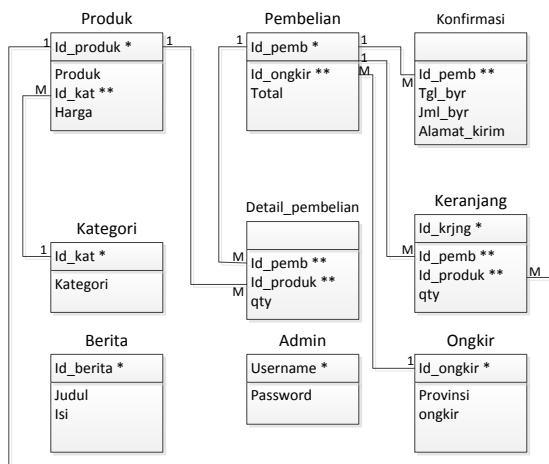 Produk
1 Id_produk * 1
Produk
M Id_kat **
Harga
Pembelian
1 Id_pemb * 1
1
Id_ongkir ** M
Total
Konfirmasi
Id_pemb **
M Tgl_byr
Jml_byr
Alamat_kirim
Kategori
1 Id_kat *
Kategori
Detail_pembelian
M Id_pemb **
Id_produk **
M qty
Keranjang
Id_krjng *
M Id_pemb **
Id_produk ** M
qty
Berita
Id_berita *
Judul
Isi
Admin
Username *
Password
Ongkir
1 Id_ongkir *
Provinsi
ongkir